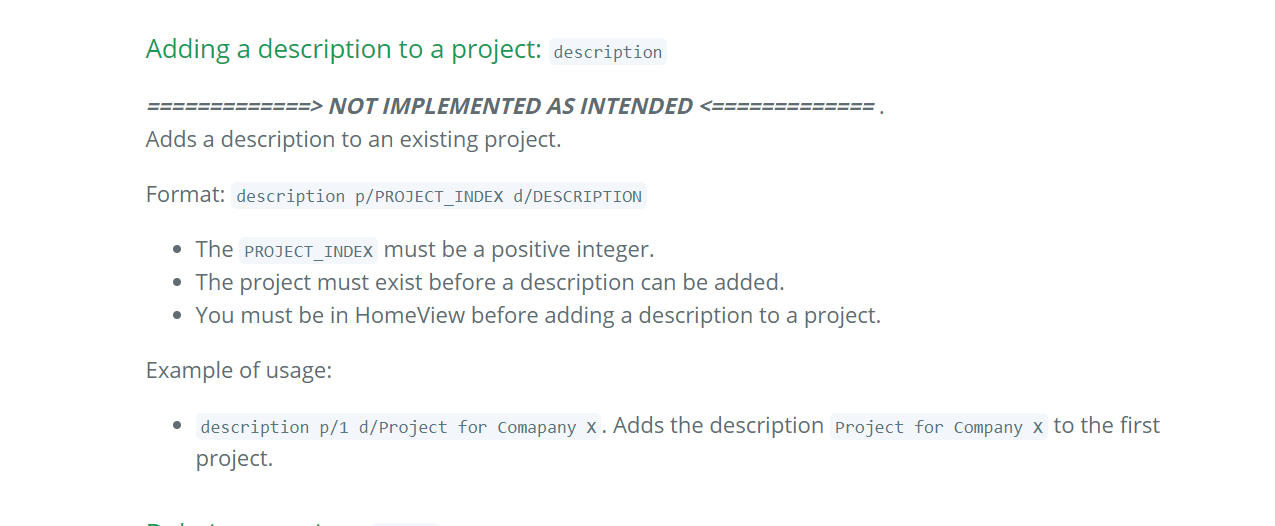 Adding a description to a project: description
=============> NOT IMPLEMENTED AS INTENDED <============= .
Adds a description to an existing project.
Format: description p/PROJECT_INDEX d/DESCRIPTION
• The PROJECT_INDEX must be a positive integer.
• The project must exist before a description can be added.
• You must be in HomeView before adding a description to a project.
Example of usage:
• description p/1 d/Project for Comapany X. Adds the description Project for Company X to the first
project.